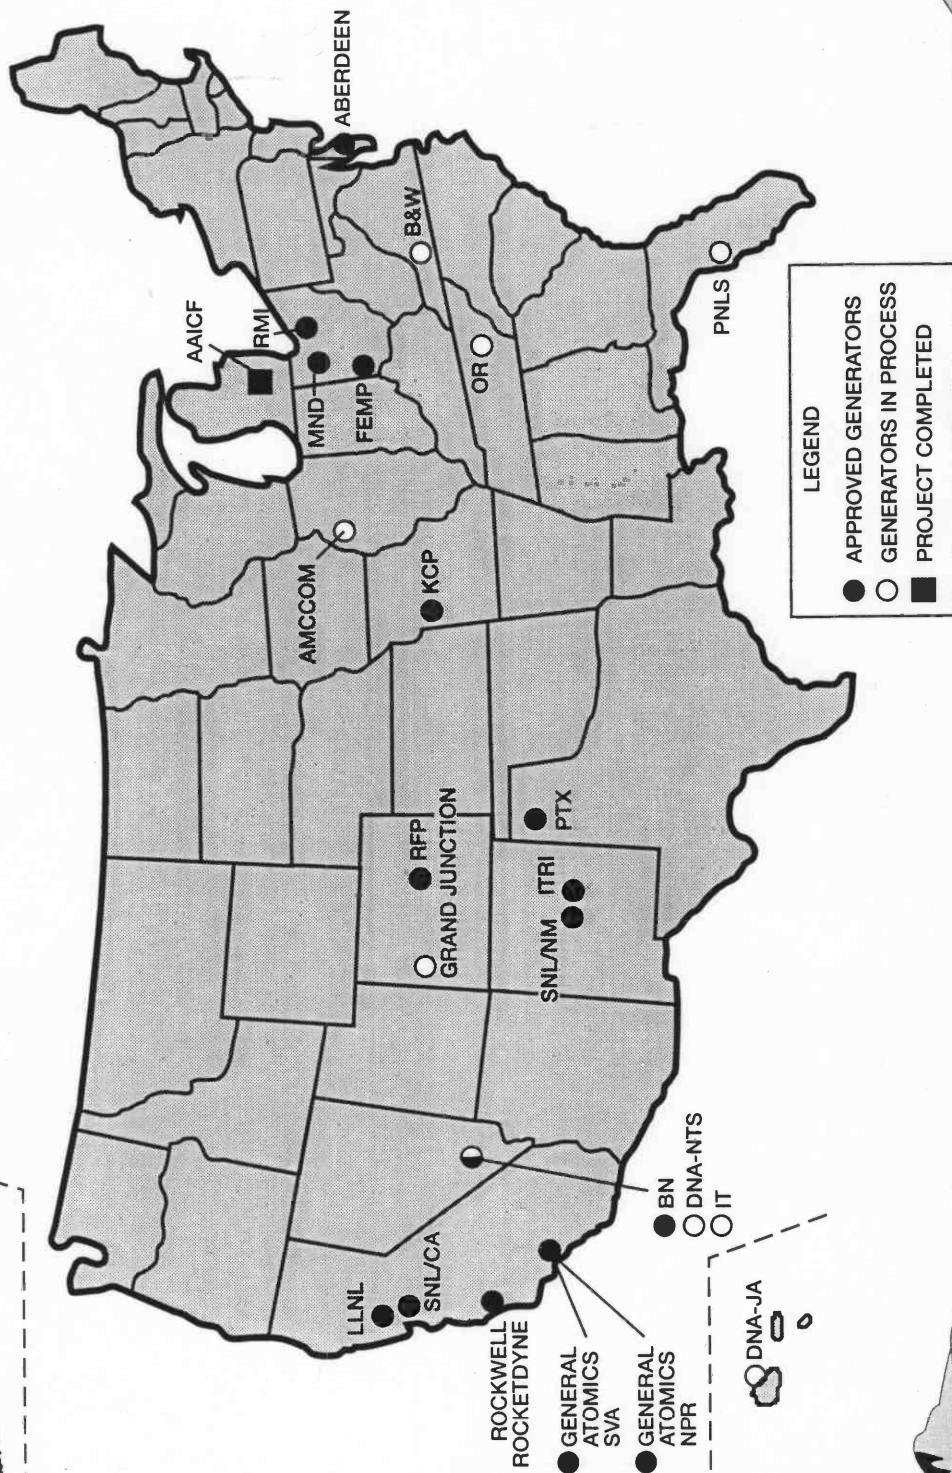 AAICF
RMI
MND
FEMP
ABERDEEN
B&W
OR
PNLS
AMCCOM
KCP
RFP
GRAND JUNCTION
PTX
ITRI
SNL/NM
BN
DNA-NTS
IT
LLNL
SNL/CA
ROCKWELL
ROCKETDYNE
GENERAL
ATOMICS
SVA
GENERAL
ATOMICS
NPR
DNA-JA
LEGEND
APPROVED GENERATORS
GENERATORS IN PROCESS
PROJECT COMPLETED